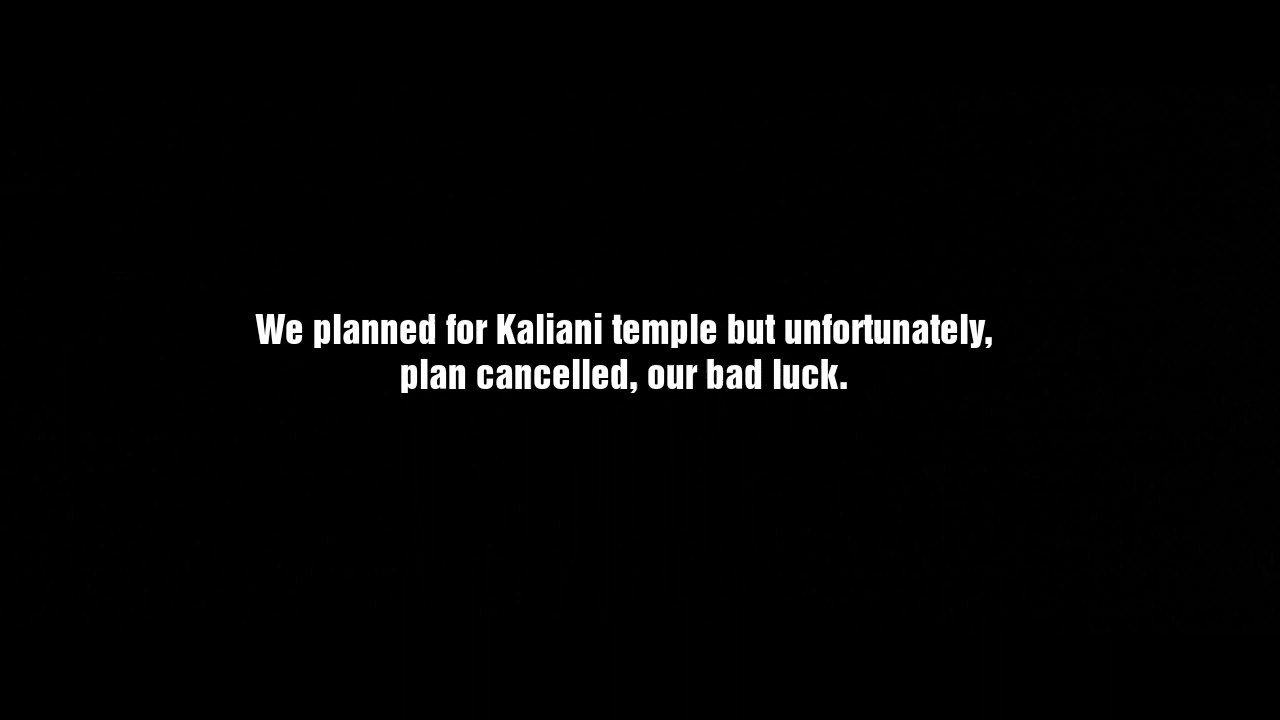 We planned for Kaliani temple but unfortunately,
plan cancelled, our bad luck.